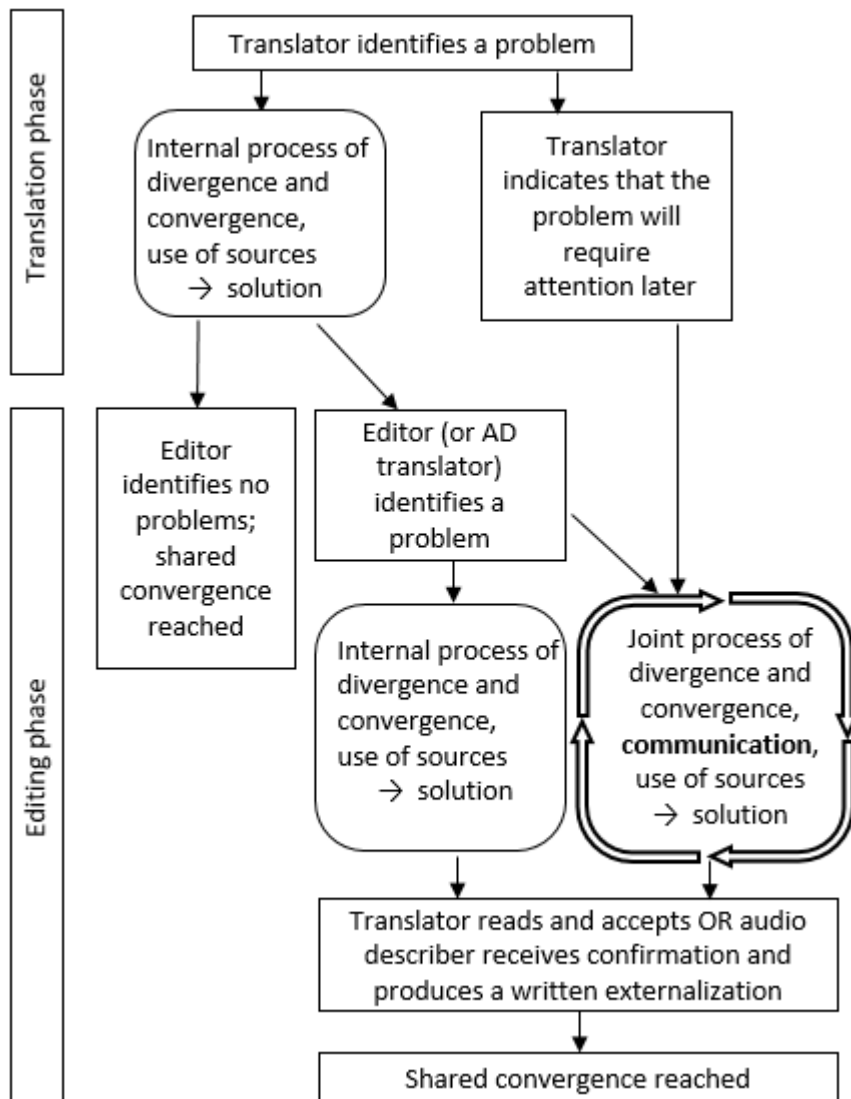 Translation phase
Translator identifies a problem
Internal process of
divergence and
convergence,
use of sources
→ solution
Translator
indicates that the
problem will
require
attention later
Editing phase
Editor
identifies no
problems;
shared
convergence
reached
Editor (or AD
translator)
identifies a
problem
Internal process of
divergence and
convergence,
use of sources
→ solution
Joint process of
divergence and
convergence,
communication,
use of sources
→ solution
Translator reads and accepts OR audio
describer receives confirmation and
produces a written externalization
Shared convergence reached